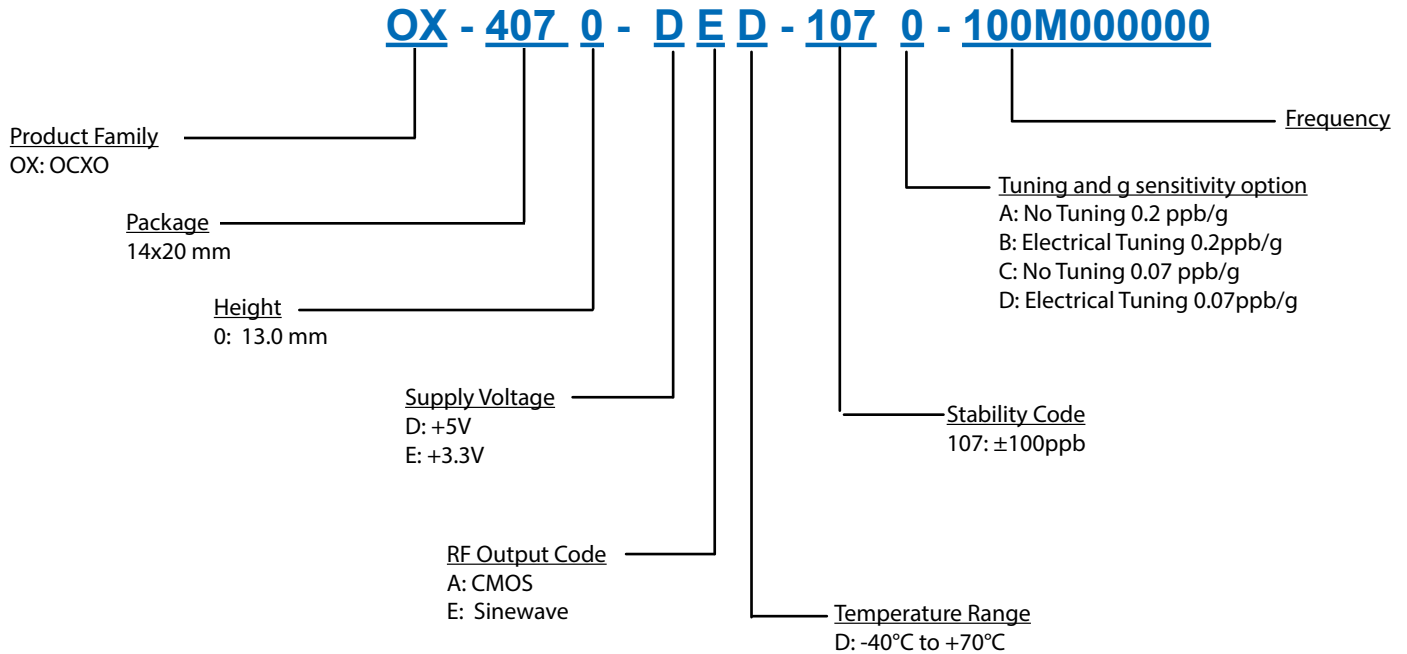 OX - 407 0 - D E D - 107 0 - 100M000000
Frequency
Product Family
OX: OCXO
Tuning and g sensitivity option
A: No Tuning 0.2 ppb/g
B: Electrical Tuning 0.2ppb/g
C: No Tuning 0.07 ppb/g
D: Electrical Tuning 0.07ppb/g
Package
14x20 mm
Height
0: 13.0 mm
Supply Voltage
D: +5V
E: +3.3V
Stability Code
107: ±100ppb
RF Output Code
A: CMOS
E: Sinewave
Temperature Range
D: -40°C to +70°C